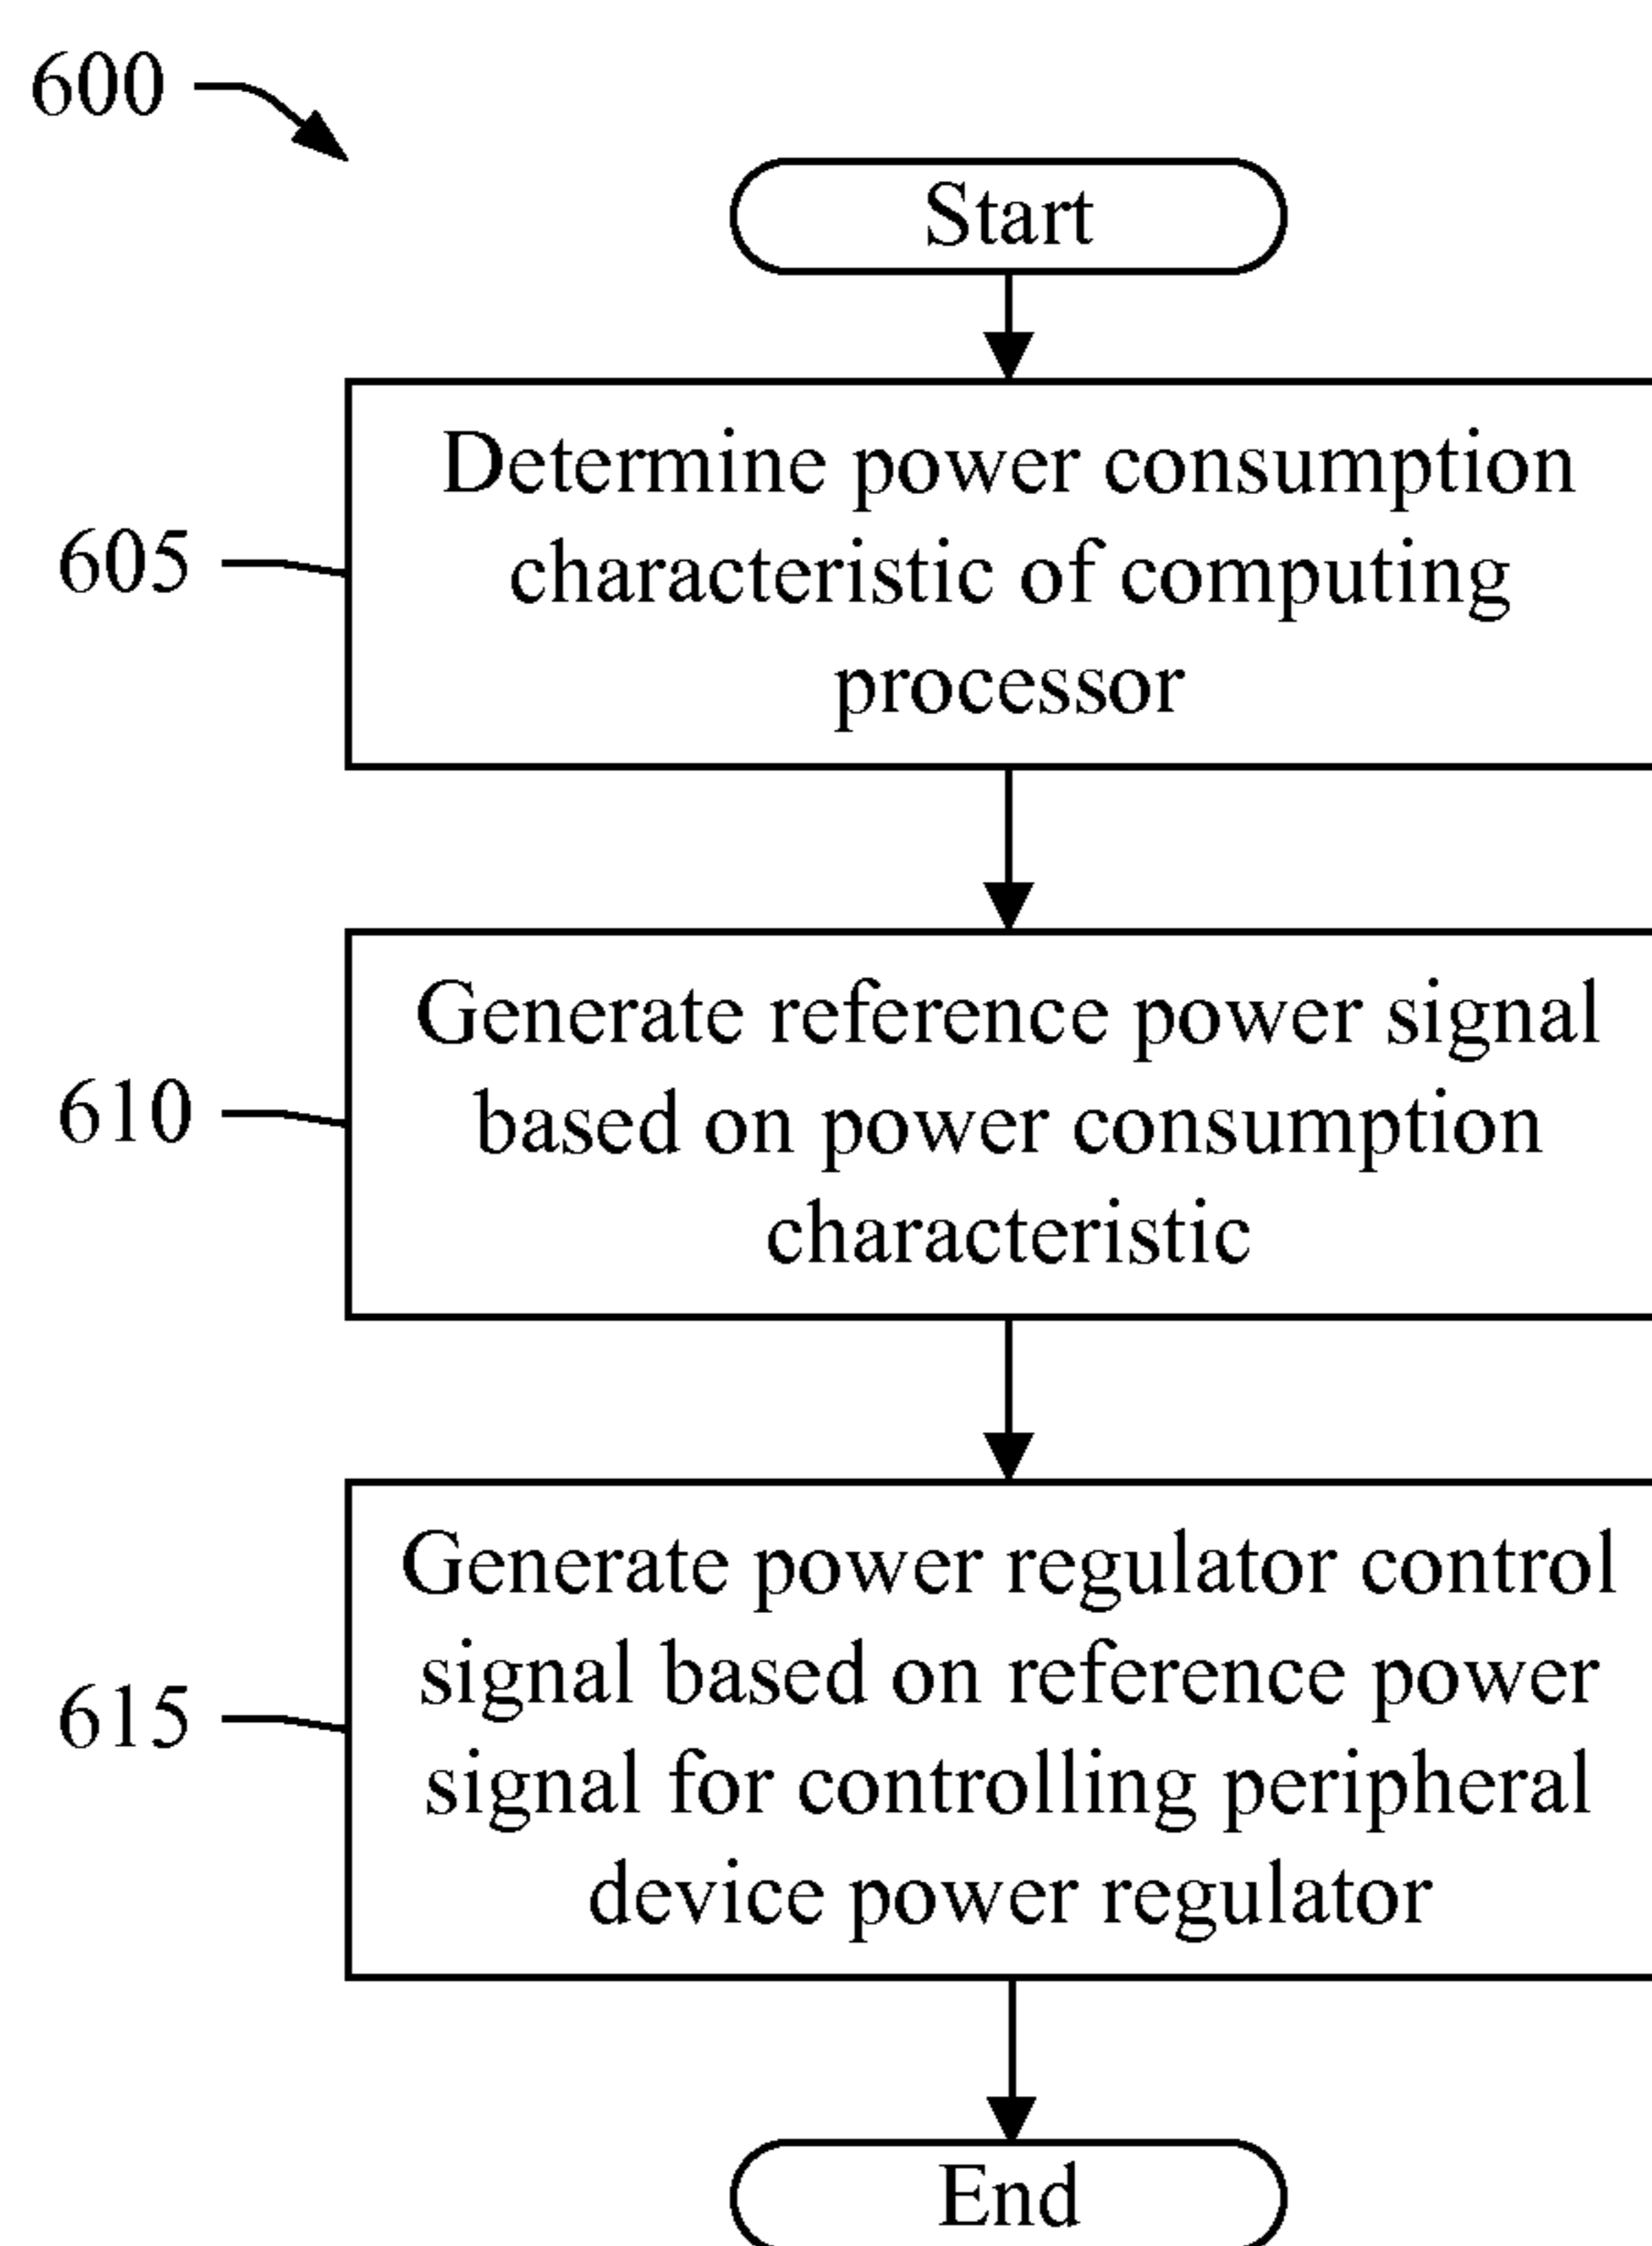 600
Start
605
Determine power consumption
characteristic of computing
processor
610
Generate reference power signal
based on power consumption
characteristic
615
Generate power regulator control
signal based on reference power
signal for controlling peripheral
device power regulator
End